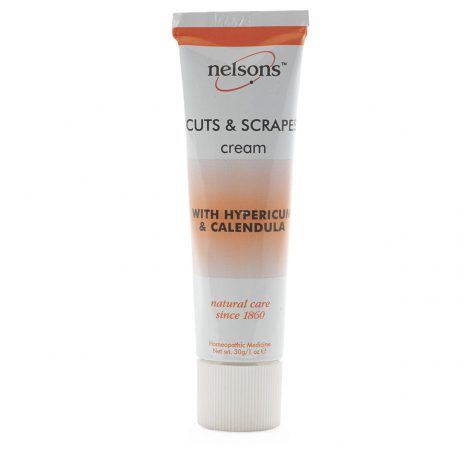 nelsons™
CUTS & SCRAPES
cream
WITH HYPERICUM
& CALENDULA
natural care
since 1860
Homeopathic Medicine
Net wt. 30g/1 oz ℮